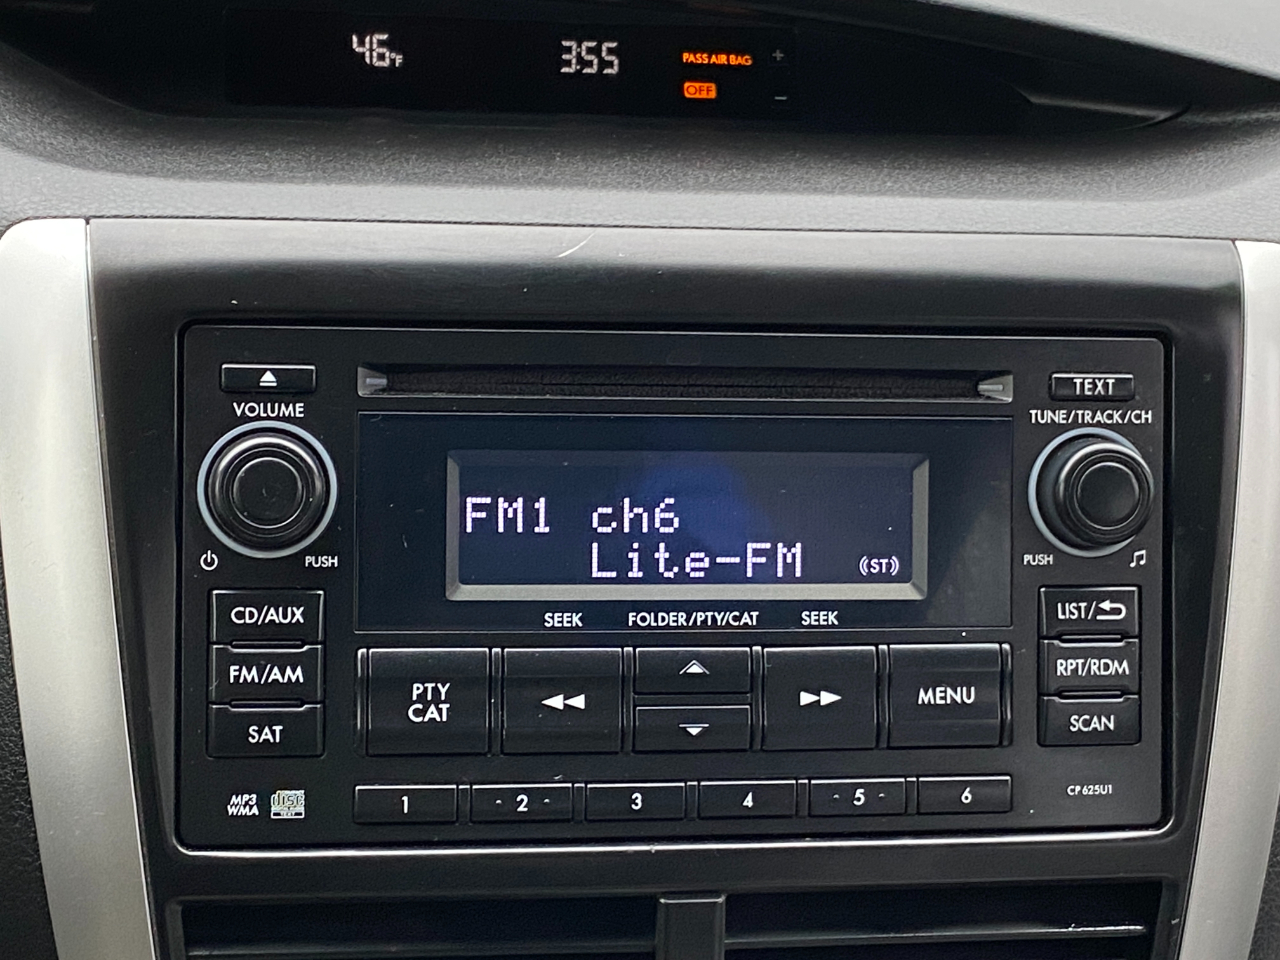 46°F 3:55 PASS AIR BAG
OFF
+
-
TEXT
VOLUME
TUNE/TRACK/CH
FM1 ch6
Lite-FM (ST)
PUSH
PUSH
SEEK FOLDER/PTY/CAT SEEK
CD/AUX
FM/AM
SAT
PTY
CAT
MENU
LIST/
RPT/RDM
SCAN
MP3
WMA
disc
TEXT
1 - 2 - 3 4 - 5 - 6
CP625U1